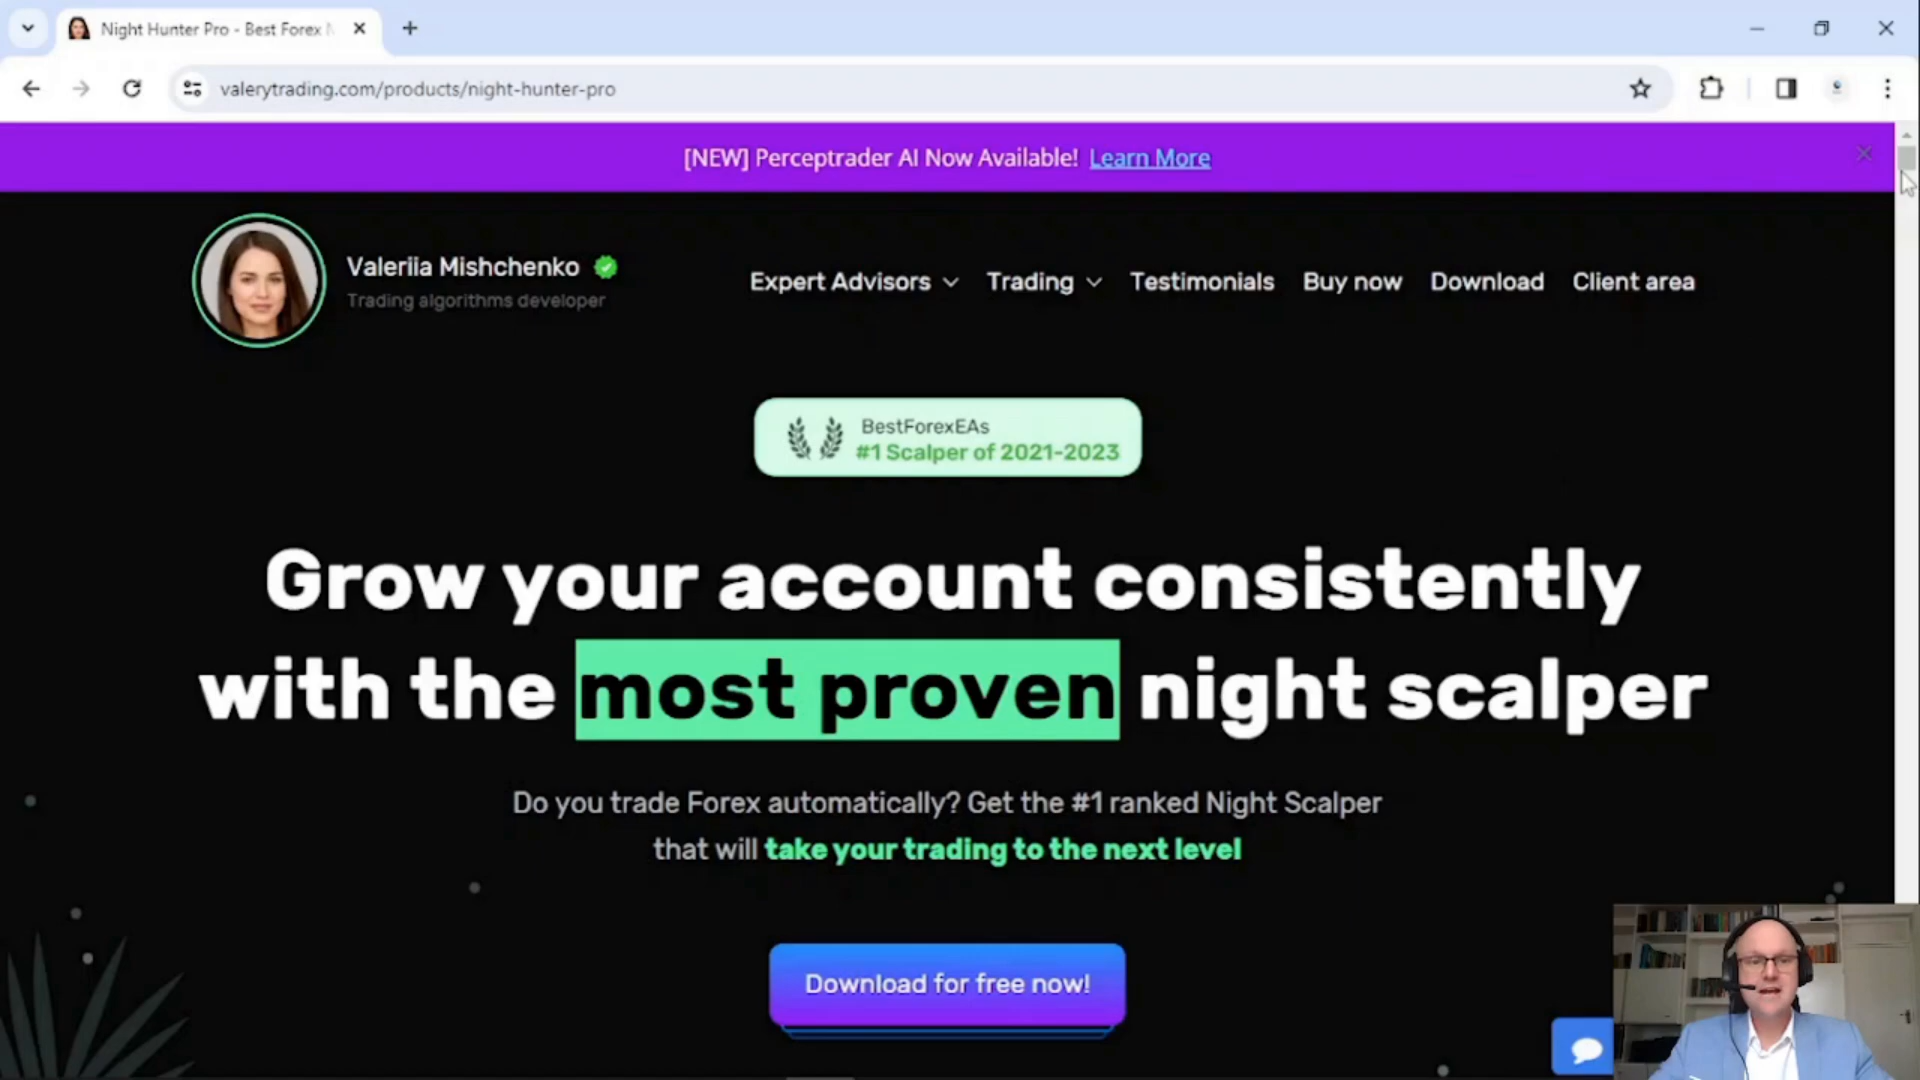 Night Hunter Pro - Best Forex
valerytrading.com/products/night-hunter-pro
[NEW] Perceptrader AI Now Available! Learn More
Valeriia Mishchenko
Trading algorithms developer
Expert Advisors Trading Testimonials Buy now Download Client area
BestForexEAs
#1 Scalper of 2021-2023
Grow your account consistently
with the most proven night scalper
Do you trade Forex automatically? Get the #1 ranked Night Scalper
that will take your trading to the next level
Download for free now!